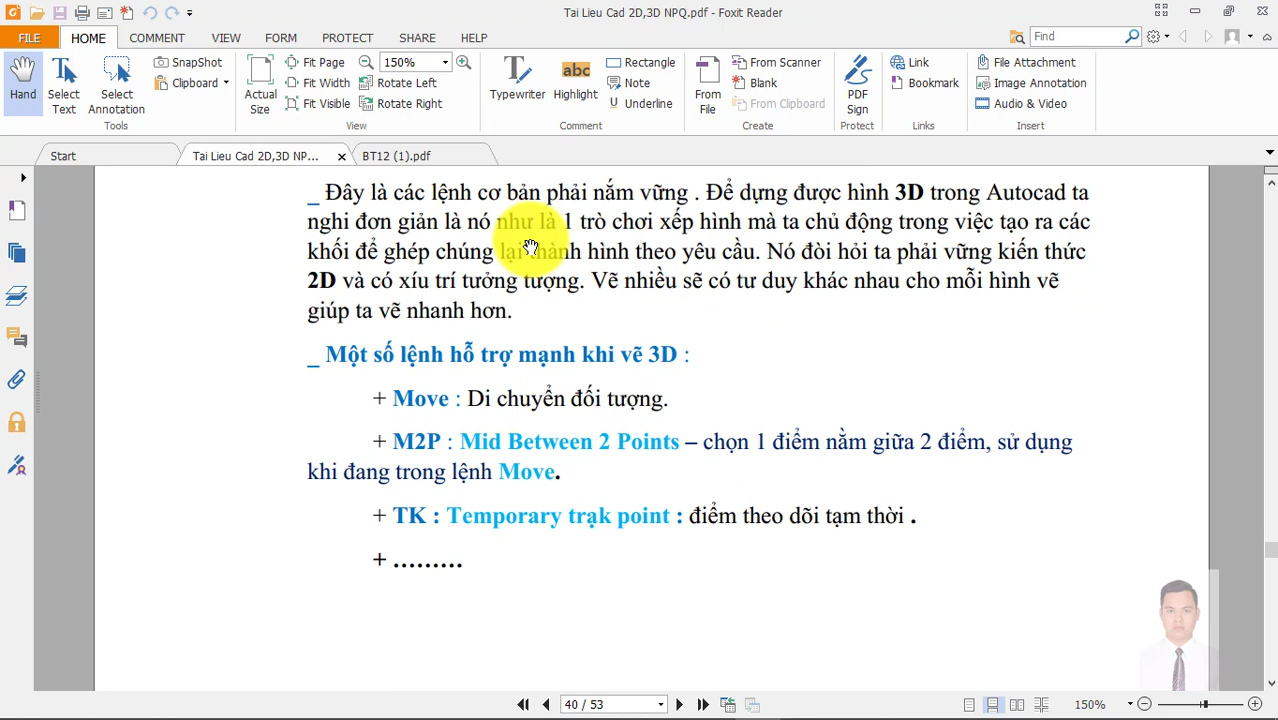 Tai Lieu Cad 2D,3D NPQ.pdf - Foxit Reader
FILE HOME COMMENT VIEW FORM PROTECT SHARE HELP Find
Hand
Select Text
Select Annotation
SnapShot
Clipboard
Tools
Actual Size
Fit Page
Fit Width
Fit Visible
150%
Rotate Left
Rotate Right
View
Typewriter
Highlight
Rectangle
Note
Underline
Comment
From File
From Scanner
Blank
From Clipboard
Create
PDF Sign
Protect
Link
Bookmark
Links
File Attachment
Image Annotation
Audio & Video
Insert
Start Tai Lieu Cad 2D,3D NP... BT12 (1).pdf
_ Đây là các lệnh cơ bản phải nắm vững . Để dựng được hình 3D trong Autocad ta
nghi đơn giản là nó như là 1 trò chơi xếp hình mà ta chủ động trong việc tạo ra các
khối để ghép chúng lại thành hình theo yêu cầu. Nó đòi hỏi ta phải vững kiến thức
2D và có xíu trí tưởng tượng. Vẽ nhiều sẽ có tư duy khác nhau cho mỗi hình vẽ
giúp ta vẽ nhanh hơn.
_ Một số lệnh hỗ trợ mạnh khi vẽ 3D :
+ Move : Di chuyển đối tượng.
+ M2P : Mid Between 2 Points – chọn 1 điểm nằm giữa 2 điểm, sử dụng
khi đang trong lệnh Move.
+ TK : Temporary trạk point : điểm theo dõi tạm thời .
+ ………
40 / 53 150%